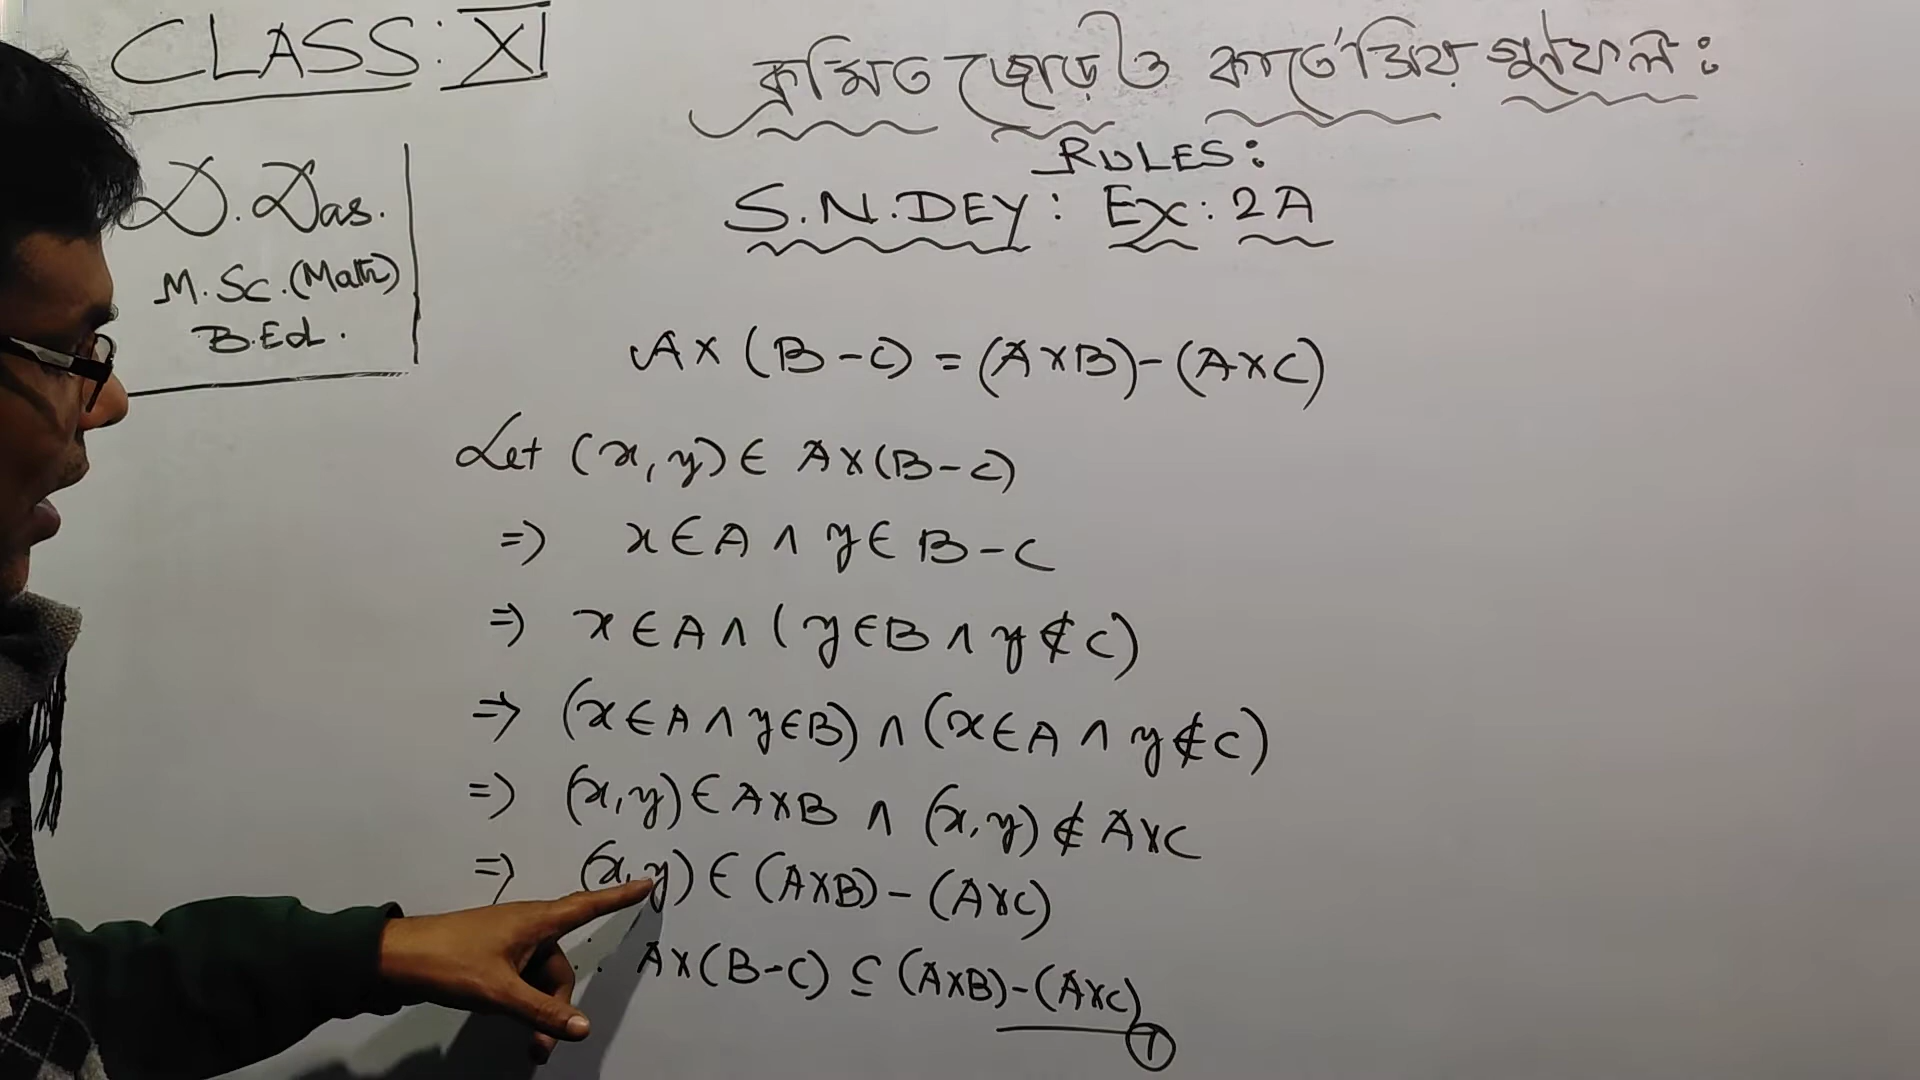 CLASS: XI
ক্রমিত জোড় ও কার্তেজিয় গুণফল:
RULES:
S.N.DEY: Ex: 2A
D. Das.
M.Sc.(Math)
B.Ed.
A×(B-C) = (A×B)-(A×C)
Let (x,y) ∈ A×(B-C)
⇒ x∈A ∧ y∈ B-C
⇒ x∈A ∧ (y∈B ∧ y∉C)
⇒ (x∈A ∧ y∈B) ∧ (x∈A ∧ y∉C)
⇒ (x,y)∈A×B ∧ (x,y)∉A×C
⇒ (x,y) ∈ (A×B)-(A×C)
∴ A×(B-C) ⊆ (A×B)-(A×C)
①